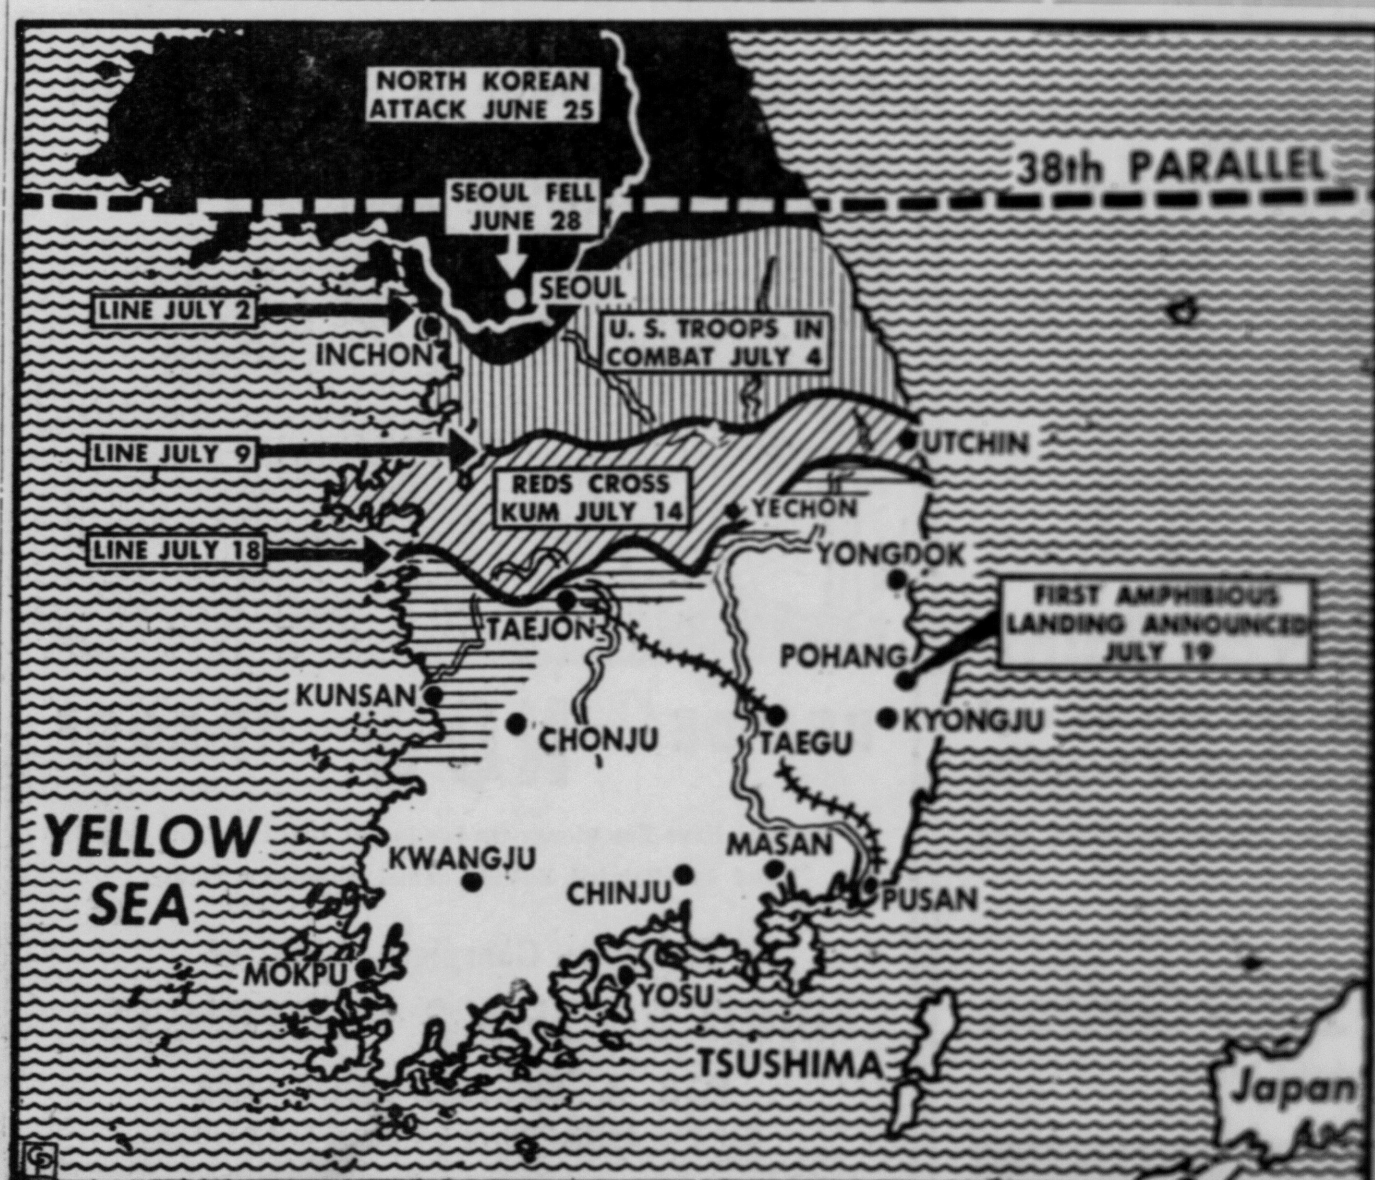 NORTH KOREAN
ATTACK JUNE 25
38th PARALLEL
SEOUL FELL
JUNE 28
SEOUL
LINE JULY 2
INCHON
U. S. TROOPS IN
COMBAT JULY 4
LINE JULY 9
UTCHIN
REDS CROSS
KUM JULY 14
YECHON
LINE JULY 18
YONGDOK
FIRST AMPHIBIOUS
LANDING ANNOUNCED
JULY 19
TAEJON
POHANG
KUNSAN
CHONJU
TAEGU
KYONGJU
YELLOW
SEA
KWANGJU
MASAN
CHINJU
PUSAN
MOKPU
YOSU
TSUSHIMA
Japan